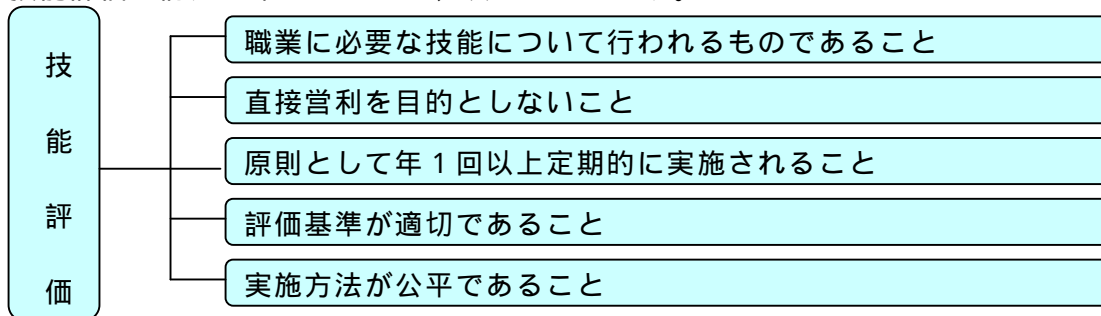 技能評価
職業に必要な技能について行われるものであること
直接営利を目的としないこと
原則として年１回以上定期的に実施されること
評価基準が適切であること
実施方法が公平であること